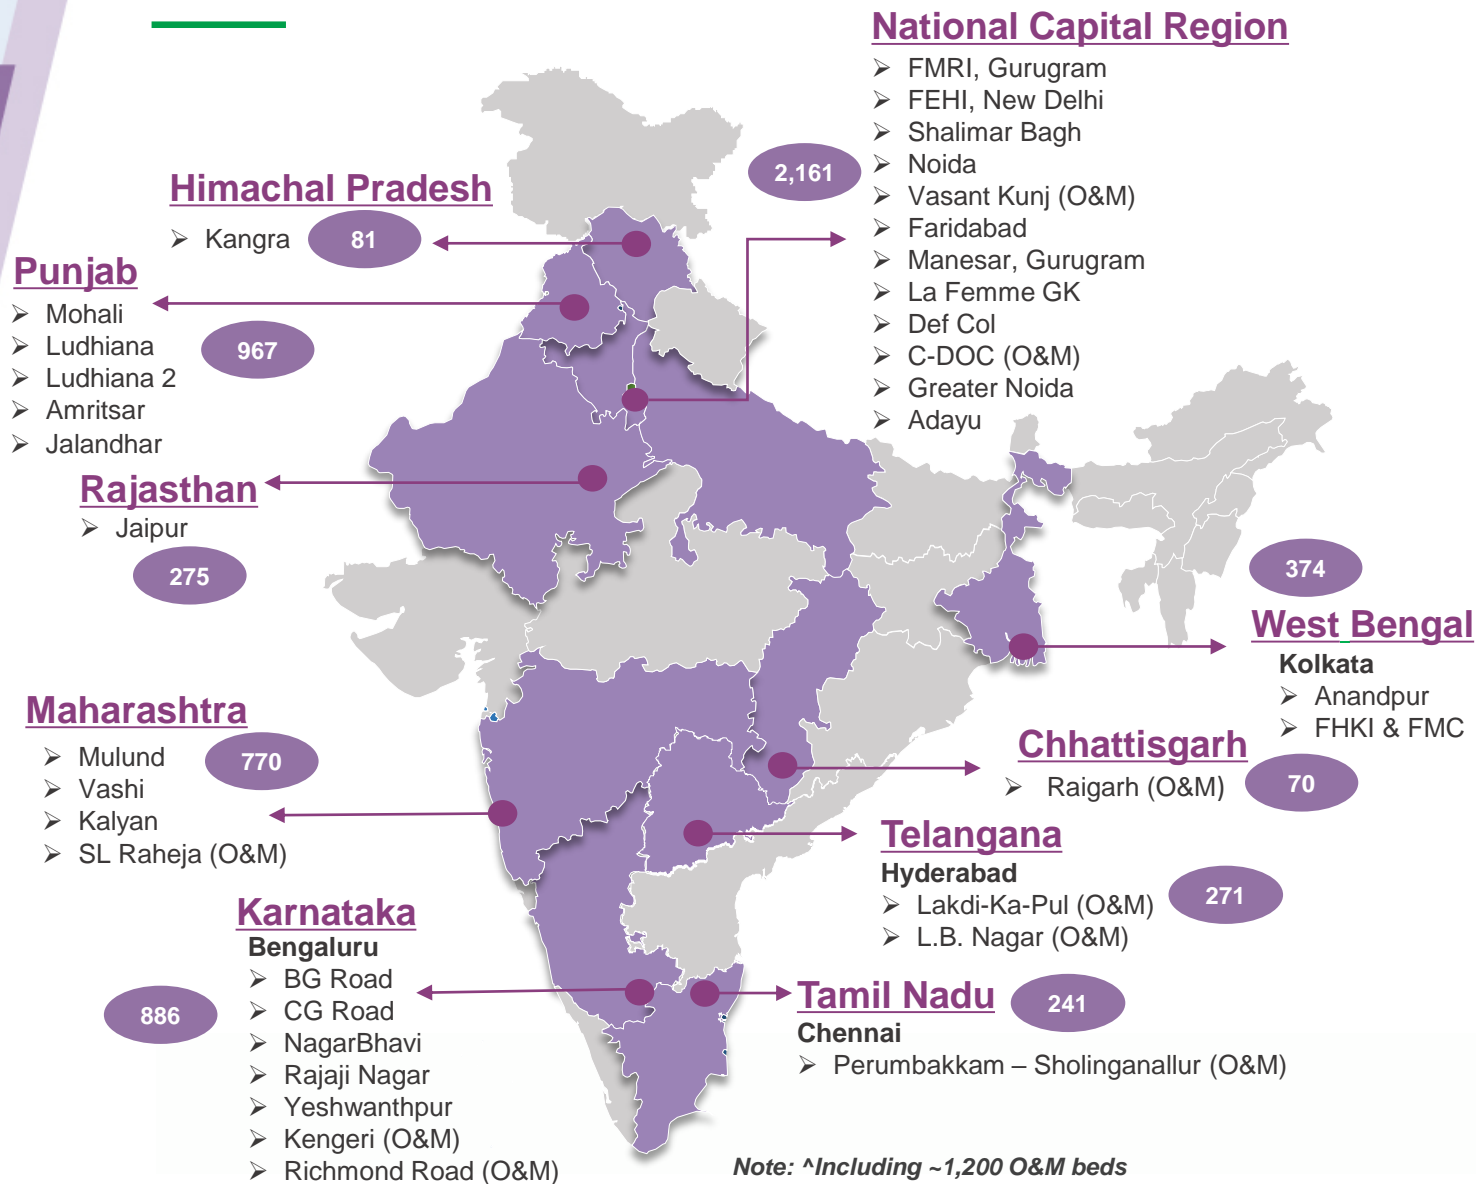 National Capital Region
➢ FMRI, Gurugram
➢ FEHI, New Delhi
➢ Shalimar Bagh
➢ Noida
➢ Vasant Kunj (O&M)
➢ Faridabad
➢ Manesar, Gurugram
➢ La Femme GK
➢ Def Col
➢ C-DOC (O&M)
➢ Greater Noida
➢ Adayu
2,161
Himachal Pradesh
➢ Kangra
81
Punjab
➢ Mohali
➢ Ludhiana
➢ Ludhiana 2
➢ Amritsar
➢ Jalandhar
967
Rajasthan
➢ Jaipur
275
374
West Bengal
Kolkata
➢ Anandpur
➢ FHKI & FMC
Maharashtra
➢ Mulund
➢ Vashi
➢ Kalyan
➢ SL Raheja (O&M)
770
Chhattisgarh
➢ Raigarh (O&M)
70
Telangana
Hyderabad
➢ Lakdi-Ka-Pul (O&M)
➢ L.B. Nagar (O&M)
271
Karnataka
Bengaluru
➢ BG Road
➢ CG Road
➢ NagarBhavi
➢ Rajaji Nagar
➢ Yeshwanthpur
➢ Kengeri (O&M)
➢ Richmond Road (O&M)
886
Tamil Nadu
241
Chennai
➢ Perumbakkam – Sholinganallur (O&M)
Note: ^Including ~1,200 O&M beds